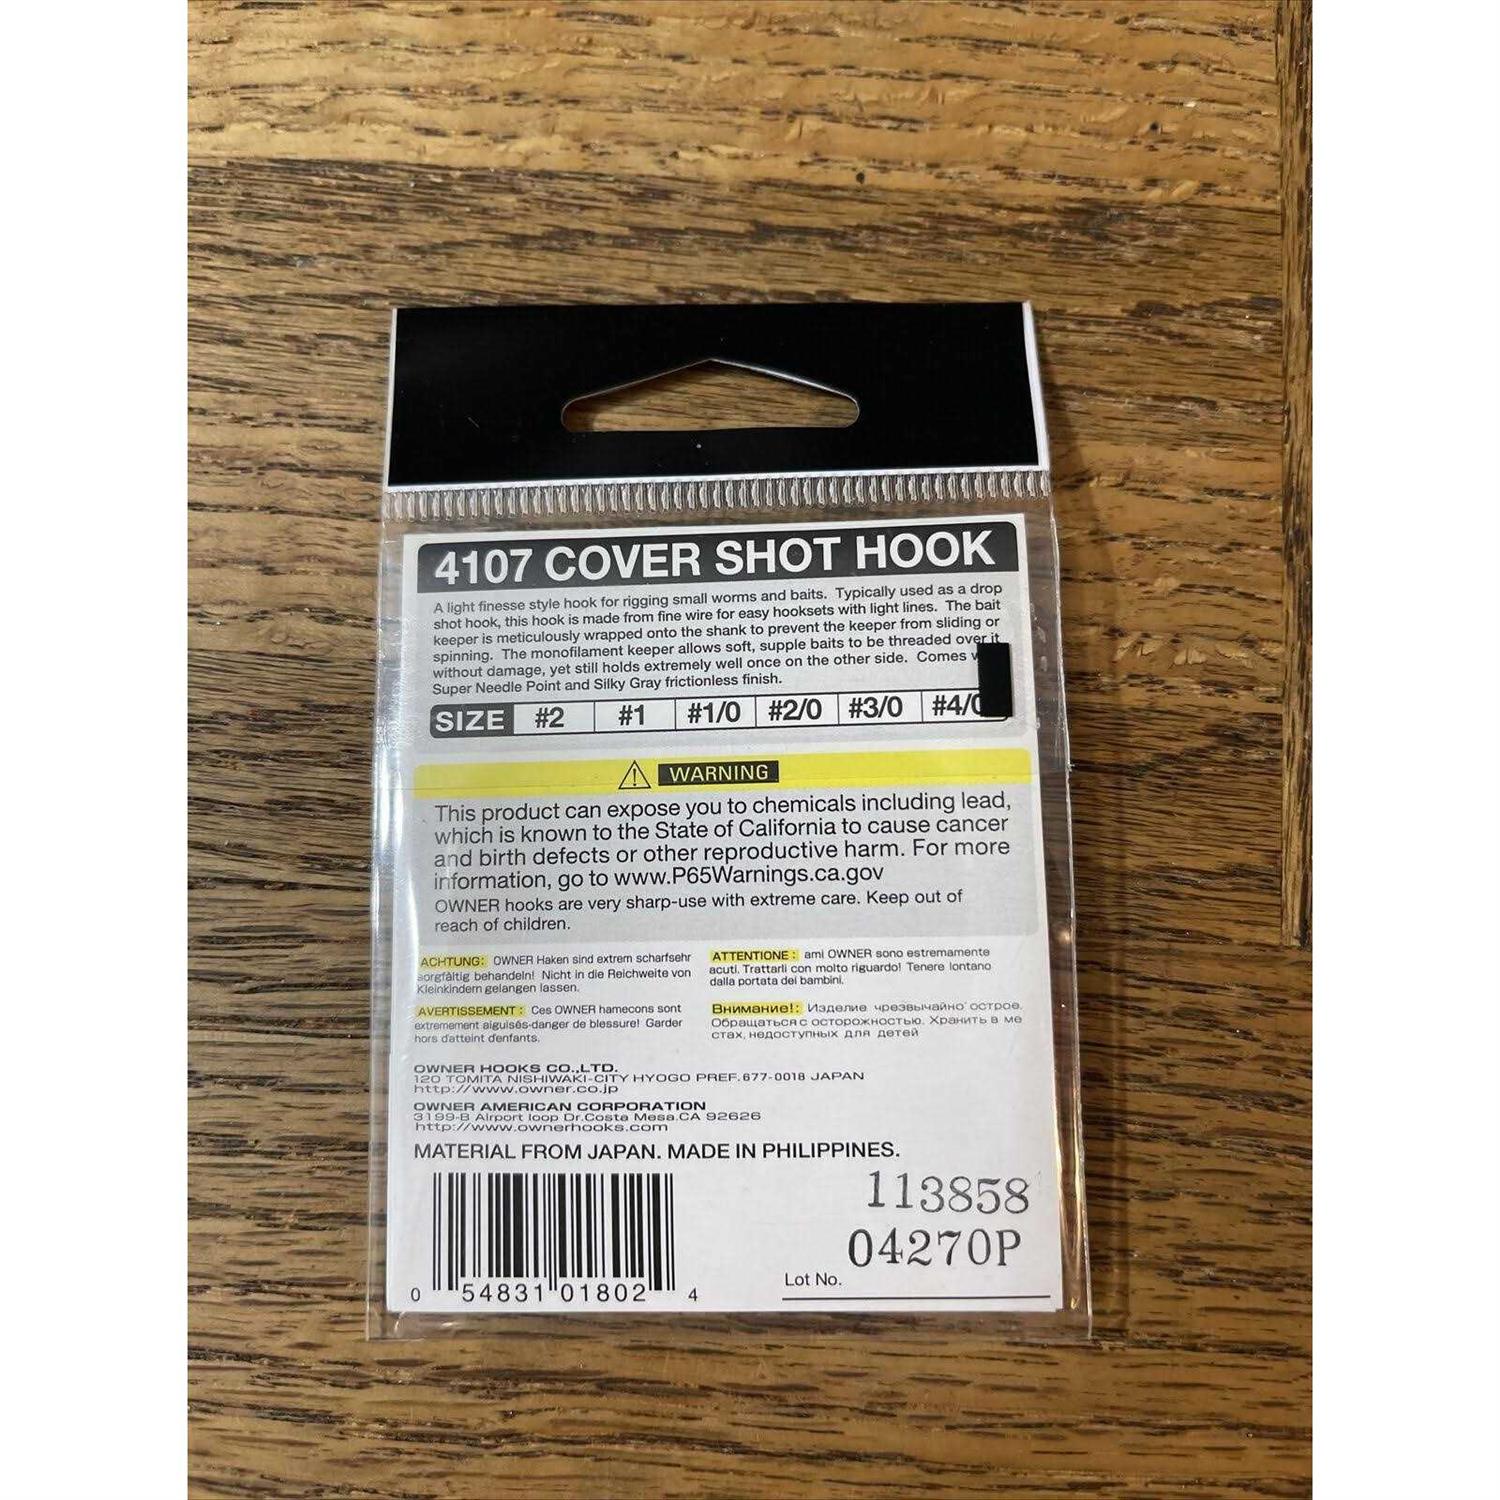 4107 COVER SHOT HOOK
A light finesse style hook for rigging small worms and baits. Typically used as a drop
shot hook, this hook is made from fine wire for easy hooksets with light lines. The bait
keeper is meticulously wrapped onto the shank to prevent the keeper from sliding or
spinning. The monofilament keeper allows soft, supple baits to be threaded over it
without damage, yet still holds extremely well once on the other side. Comes
Super Needle Point and Silky Gray frictionless finish.
SIZE #2 #1 #1/0 #2/0 #3/0 #4/0
WARNING
This product can expose you to chemicals including lead,
which is known to the State of California to cause cancer
and birth defects or other reproductive harm. For more
information, go to www.P65Warnings.ca.gov
OWNER hooks are very sharp-use with extreme care. Keep out of
reach of children.
ACHTUNG: OWNER Haken sind extrem scharfsehr
sorgfältig behandeln! Nicht in die Reichweite von
Kleinkindern gelangen lassen.
ATTENTIONE: ami OWNER sono estremamente
acuti. Trattarli con molto riguardo! Tenere lontano
dalla portata dei bambini.
AVERTISSEMENT: Ces OWNER hamecons sont
extremement aiguisés-danger de blessure! Garder
hors d'atteint d'enfants.
Внимание!: Изделие чрезвычайно острое.
Обращаться с осторожностью. Хранить в ме
стах, недоступных для детей
OWNER HOOKS CO.,LTD.
120 TOMITA NISHIWAKI-CITY HYOGO PREF.677-0018 JAPAN
http://www.owner.co.jp
OWNER AMERICAN CORPORATION
3199-B Airport loop Dr.Costa Mesa.CA 92626
http://www.ownerhooks.com
MATERIAL FROM JAPAN. MADE IN PHILIPPINES.
113858
04270P
Lot No.
0 54831 01802 4